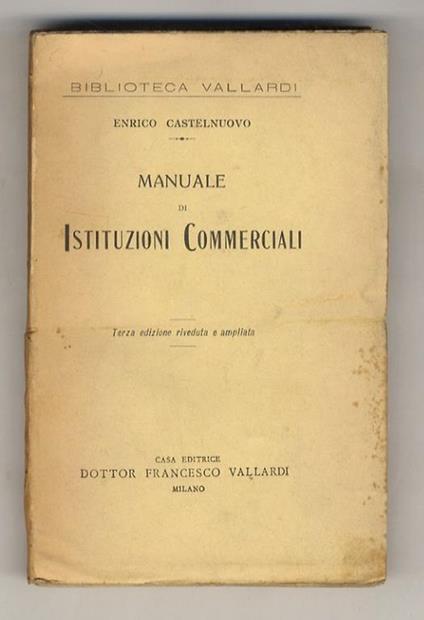 BIBLIOTECA VALLARDI
ENRICO CASTELNUOVO
MANUALE
DI
ISTITUZIONI COMMERCIALI
Terza edizione riveduta e ampliata
CASA EDITRICE
DOTTOR FRANCESCO VALLARDI
MILANO